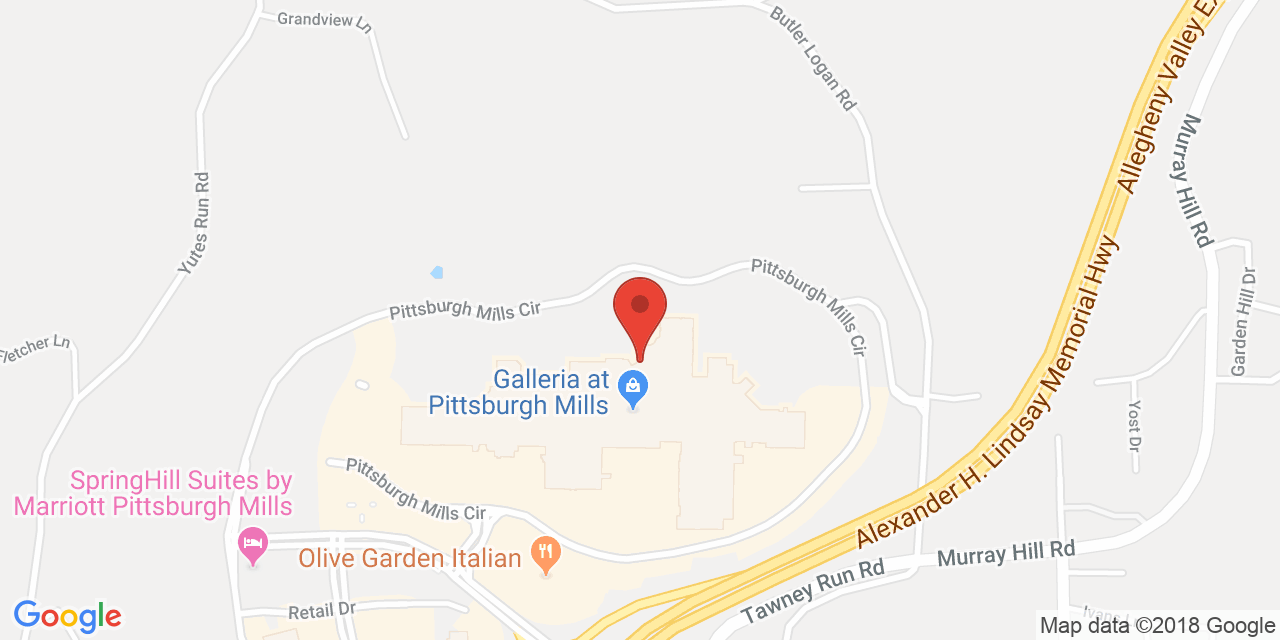 Grandview Ln
Butler Logan Rd
Allegheny Valley Ex
Murray Hill Rd
Yutes Run Rd
Pittsburgh Mills Cir
Pittsburgh Mills Cir
Alexander H. Lindsay Memorial Hwy
Garden Hill Dr
Fletcher Ln
Galleria at
Pittsburgh Mills
Yost Dr
SpringHill Suites by
Marriott Pittsburgh Mills
Pittsburgh Mills Cir
Olive Garden Italian
Murray Hill Rd
Tawney Run Rd
Retail Dr
Google
Map data ©2018 Google